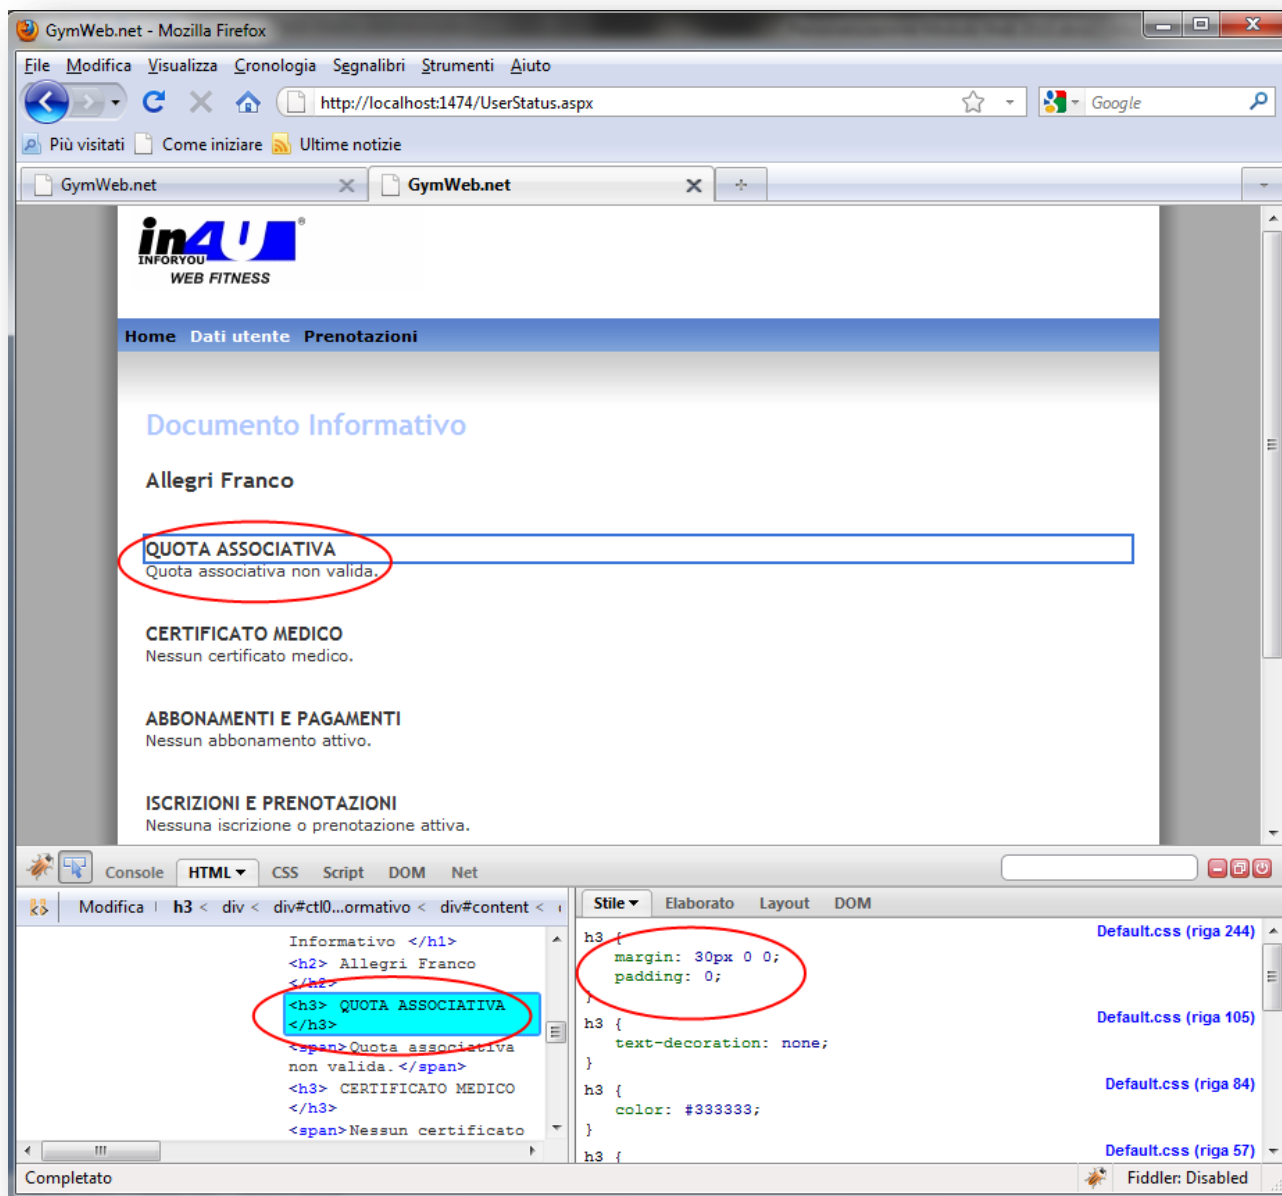 GymWeb.net - Mozilla Firefox
File Modifica Visualizza Cronologia Segnalibri Strumenti Aiuto
http://localhost:1474/UserStatus.aspx
Google
Più visitati Come iniziare Ultime notizie
GymWeb.net GymWeb.net
in4U®
INFORYOU
WEB FITNESS
Home Dati utente Prenotazioni
Documento Informativo
Allegri Franco
QUOTA ASSOCIATIVA
Quota associativa non valida.
CERTIFICATO MEDICO
Nessun certificato medico.
ABBONAMENTI E PAGAMENTI
Nessun abbonamento attivo.
ISCRIZIONI E PRENOTAZIONI
Nessuna iscrizione o prenotazione attiva.
Console HTML CSS Script DOM Net
Modifica h3 < div < div#ctl0...ormativo < div#content <
Informativo </h1>
<h2> Allegri Franco
</h2>
<h3> QUOTA ASSOCIATIVA
</h3>
<span>Quota associativa
non valida.</span>
<h3> CERTIFICATO MEDICO
</h3>
<span>Nessun certificato
Stile Elaborato Layout DOM
h3 { Default.css (riga 244)
margin: 30px 0 0;
padding: 0;
}
h3 { Default.css (riga 105)
text-decoration: none;
}
h3 { Default.css (riga 84)
color: #333333;
}
h3 { Default.css (riga 57)
Completato Fiddler: Disabled